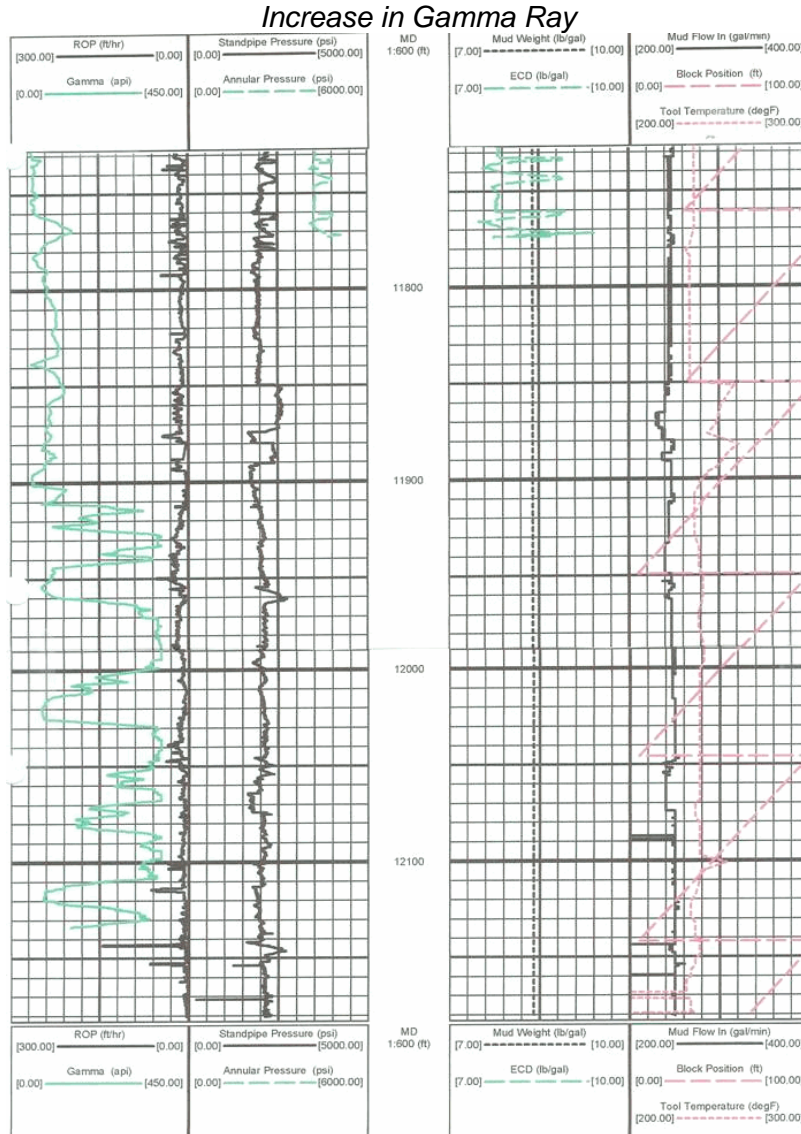 Increase in Gamma Ray
ROP (ft/hr)
[300.00] [0.00]
Gamma (api)
[0.00] [450.00]
Standpipe Pressure (psi)
[0.00] [5000.00]
Annular Pressure (psi)
[0.00] [6000.00]
MD
1:600 (ft)
Mud Weight (lb/gal)
[7.00] [10.00]
ECD (lb/gal)
[7.00] [10.00]
Mud Flow In (gal/min)
[200.00] [400.00]
Block Position (ft)
[0.00] [100.00]
Tool Temperature (degF)
[200.00] [300.00]
11800
11900
12000
12100
ROP (ft/hr)
[300.00] [0.00]
Gamma (api)
[0.00] [450.00]
Standpipe Pressure (psi)
[0.00] [5000.00]
Annular Pressure (psi)
[0.00] [6000.00]
MD
1:600 (ft)
Mud Weight (lb/gal)
[7.00] [10.00]
ECD (lb/gal)
[7.00] [10.00]
Mud Flow In (gal/min)
[200.00] [400.00]
Block Position (ft)
[0.00] [100.00]
Tool Temperature (degF)
[200.00] [300.00]